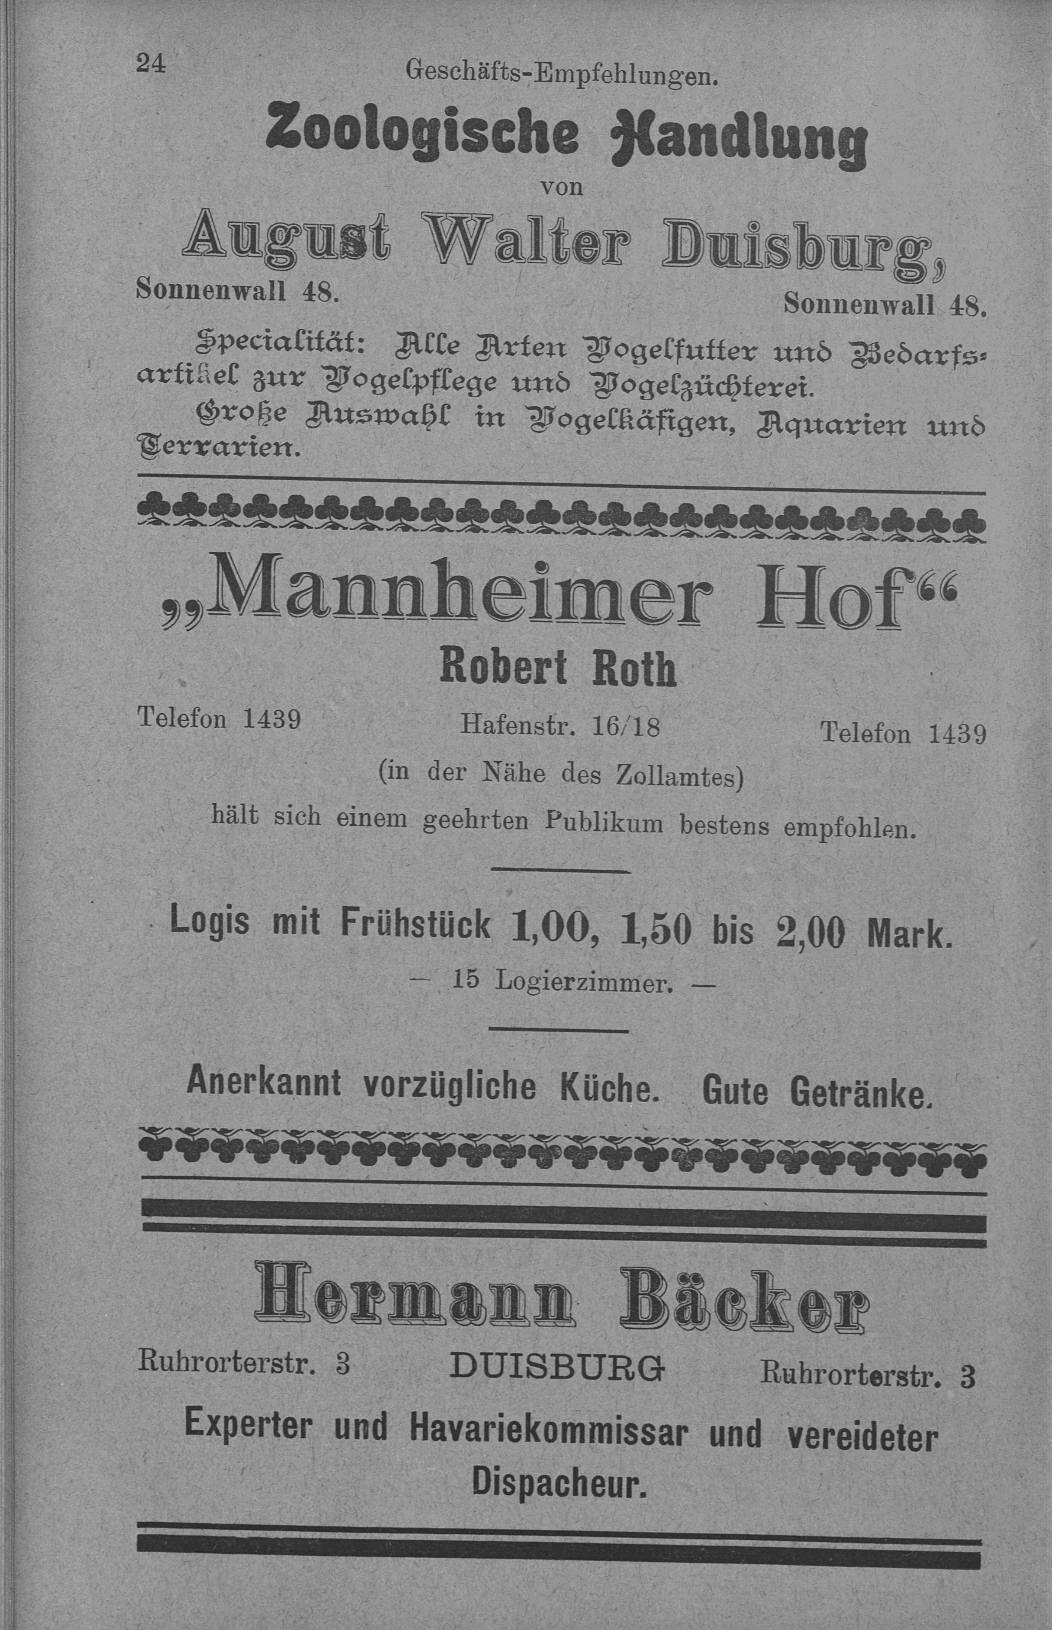 24
Geschäfts-Empfehlungen.
Zoologische Handlung
von
August Walter Duisburg,
Sonnenwall 48. Sonnenwall 48.
Specialität: Alle Arten Vogelfutter und Bedarfs-
artikel zur Vogelpflege und Vogelzüchterei.
Große Auswahl in Vogelkäfigen, Aquarien und
Terrarien.
„Mannheimer Hof“
Robert Roth
Telefon 1439 Hafenstr. 16/18 Telefon 1439
(in der Nähe des Zollamtes)
hält sich einem geehrten Publikum bestens empfohlen.
Logis mit Frühstück 1,00, 1,50 bis 2,00 Mark.
— 15 Logierzimmer. —
Anerkannt vorzügliche Küche. Gute Getränke.
Hermann Bäcker
Ruhrorterstr. 3 DUISBURG Ruhrorterstr. 3
Experter und Havariekommissar und vereideter
Dispacheur.